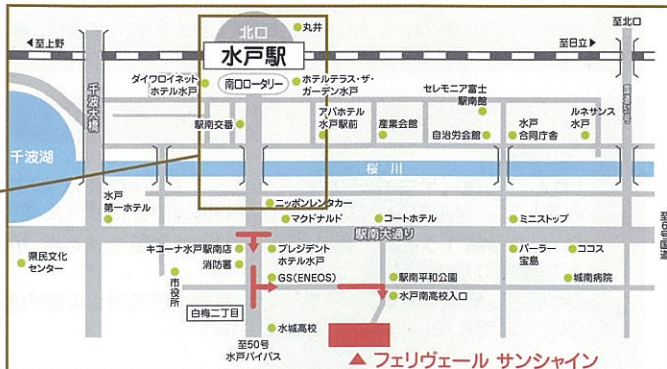 至北口
北口
丸井
◀至上野
水戸駅
至日立▶
ダイワロイネット
ホテル水戸
南口ロータリー
ホテルテラス・ザ・
ガーデン水戸
千波大橋
国道51号
駅南交番
アパホテル
水戸駅前
産業会館
セレモニア富士
駅南館
自治労会館
水戸
合同庁舎
ルネサンス
水戸
千波湖
桜川
水戸
第一ホテル
ニッポンレンタカー
マクドナルド
コートホテル
ミニストップ
駅南大通り
至6号国道
県民文化
センター
キコーナ水戸駅南店
消防署
プレジデント
ホテル水戸
パーラー
宝島
ココス
市役所
GS(ENEOS)
駅南平和公園
城南病院
水戸南高校入口
白梅二丁目
水城高校
至50号
水戸バイパス
▲ フェリヴェール サンシャイン